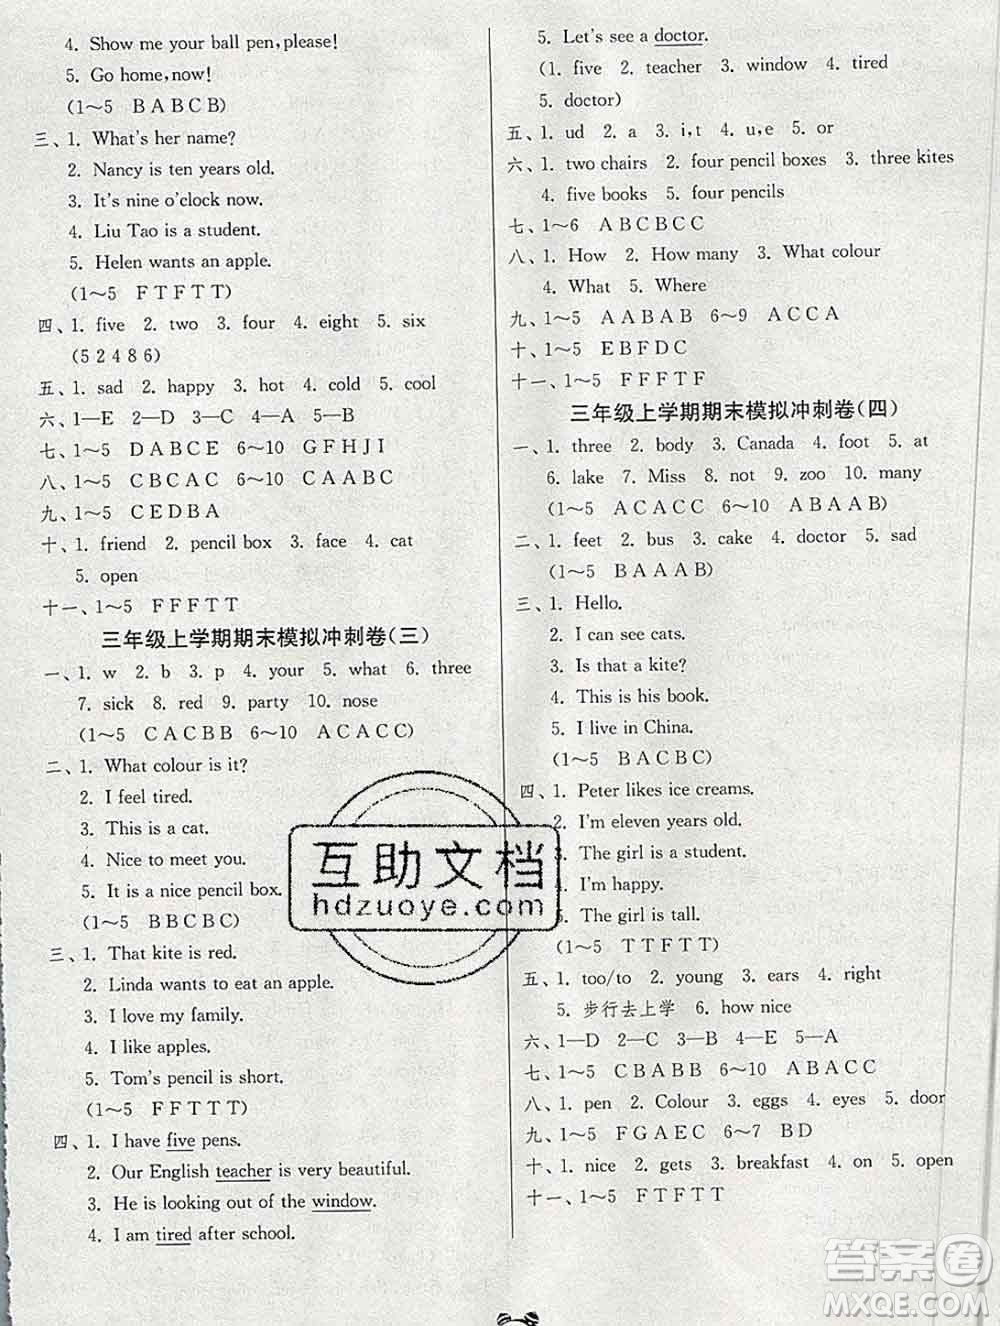 4. Show me your ball pen, please!
5. Go home, now!
(1～5 B A B C B)
三、1. What's her name?
2. Nancy is ten years old.
3. It's nine o'clock now.
4. Liu Tao is a student.
5. Helen wants an apple.
(1～5 F T F T T)
四、1. five 2. two 3. four 4. eight 5. six
(5 2 4 8 6)
五、1. sad 2. happy 3. hot 4. cold 5. cool
六、1—E 2—D 3—C 4—A 5—B
七、1～5 D A B C E 6～10 G F H J I
八、1～5 C B C A C 6～10 C A A B C
九、1～5 C E D B A
十、1. friend 2. pencil box 3. face 4. cat
5. open
十一、1～5 F F F T T
三年级上学期期末模拟冲刺卷(三)
一、1. w 2. b 3. p 4. your 5. what 6. three
7. sick 8. red 9. party 10. nose
(1～5 C A C B B 6～10 A C A C C)
二、1. What colour is it?
2. I feel tired.
3. This is a cat.
4. Nice to meet you.
5. It is a nice pencil box.
(1～5 B B C B C)
三、1. That kite is red.
2. Linda wants to eat an apple.
3. I love my family.
4. I like apples.
5. Tom's pencil is short.
(1～5 F F T T T)
四、1. I have five pens.
2. Our English teacher is very beautiful.
3. He is looking out of the window.
4. I am tired after school.
5. Let's see a doctor.
(1. five 2. teacher 3. window 4. tired
5. doctor)
五、1. ud 2. a 3. i, t 4. u, e 5. or
六、1. two chairs 2. four pencil boxes 3. three kites
4. five books 5. four pencils
七、1～6 A B C B C C
八、1. How 2. How many 3. What colour
4. What 5. Where
九、1～5 A A B A B 6～9 A C C A
十、1～5 E B F D C
十一、1～5 F F F T F
三年级上学期期末模拟冲刺卷(四)
一、1. three 2. body 3. Canada 4. foot 5. at
6. lake 7. Miss 8. not 9. zoo 10. many
(1～5 A C A C C 6～10 A B A A B)
二、1. feet 2. bus 3. cake 4. doctor 5. sad
(1～5 B A A A B)
三、1. Hello.
2. I can see cats.
3. Is that a kite?
4. This is his book.
5. I live in China.
(1～5 B A C B C)
四、1. Peter likes ice creams.
2. I'm eleven years old.
3. The girl is a student.
4. I'm happy.
5. The girl is tall.
(1～5 T T F T T)
五、1. too/to 2. young 3. ears 4. right
5. 步行去上学 6. how nice
六、1—D 2—C 3—B 4—E 5—A
七、1～5 C B A B B 6～10 A B A C C
八、1. pen 2. Colour 3. eggs 4. eyes 5. door
九、1～5 F G A E C 6～7 B D
十、1. nice 2. gets 3. breakfast 4. on 5. open
十一、1～5 F T F T T
互助文档
hdzuoye.com
答案圈
MXQE.COM